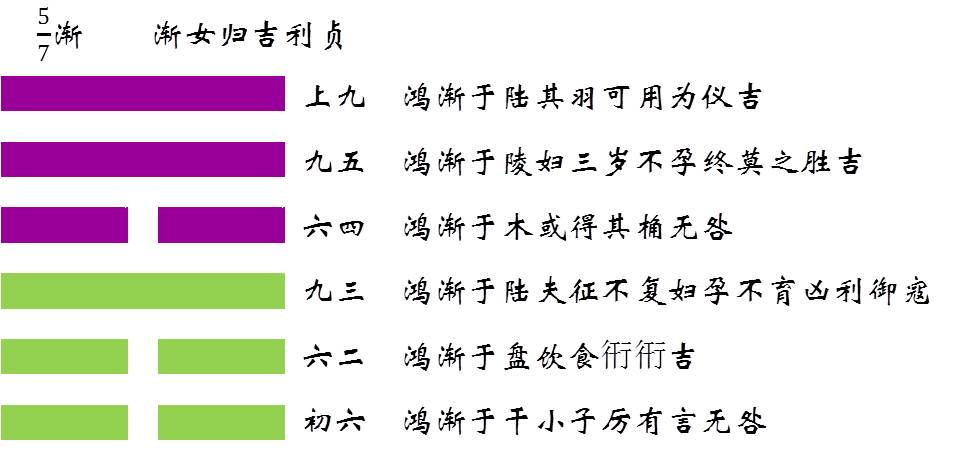 5/7渐 渐女归吉利贞
上九 鸿渐于陆其羽可用为仪吉
九五 鸿渐于陵妇三岁不孕终莫之胜吉
六四 鸿渐于木或得其桷无咎
九三 鸿渐于陆夫征不复妇孕不育凶利御寇
六二 鸿渐于盘饮食衎衎吉
初六 鸿渐于干小子厉有言无咎